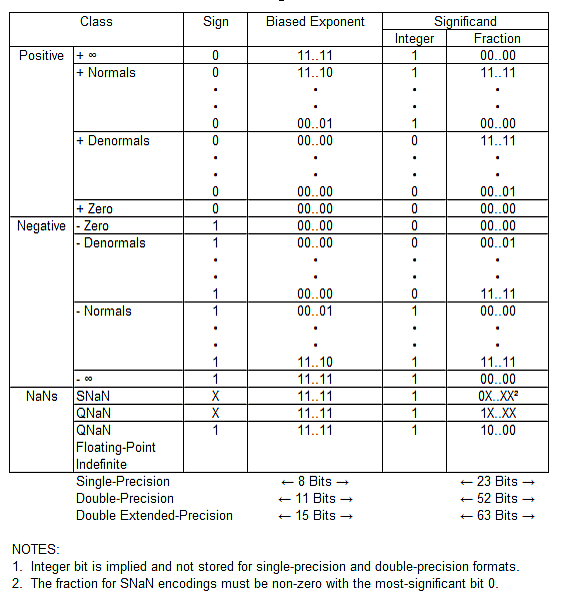 Class Sign Biased Exponent Significand
Integer Fraction
Positive + ∞ 0 11..11 1 00..00
+ Normals 0 11..10 1 11..11
. . . .
. . . .
0 00..01 1 00..00
+ Denormals 0 00..00 0 11..11
. . . .
. . . .
0 00..00 0 00..01
+ Zero 0 00..00 0 00..00
Negative - Zero 1 00..00 0 00..00
- Denormals 1 00..00 0 00..01
. . . .
. . . .
1 00..00 0 11..11
- Normals 1 00..01 1 00..00
. . . .
. . . .
1 11..10 1 11..11
- ∞ 1 11..11 1 00..00
NaNs SNaN X 11..11 1 0X..XX²
QNaN X 11..11 1 1X..XX
QNaN 1 11..11 1 10..00
Floating-Point
Indefinite
Single-Precision ← 8 Bits → ← 23 Bits →
Double-Precision ← 11 Bits → ← 52 Bits →
Double Extended-Precision ← 15 Bits → ← 63 Bits →
NOTES:
1. Integer bit is implied and not stored for single-precision and double-precision formats.
2. The fraction for SNaN encodings must be non-zero with the most-significant bit 0.